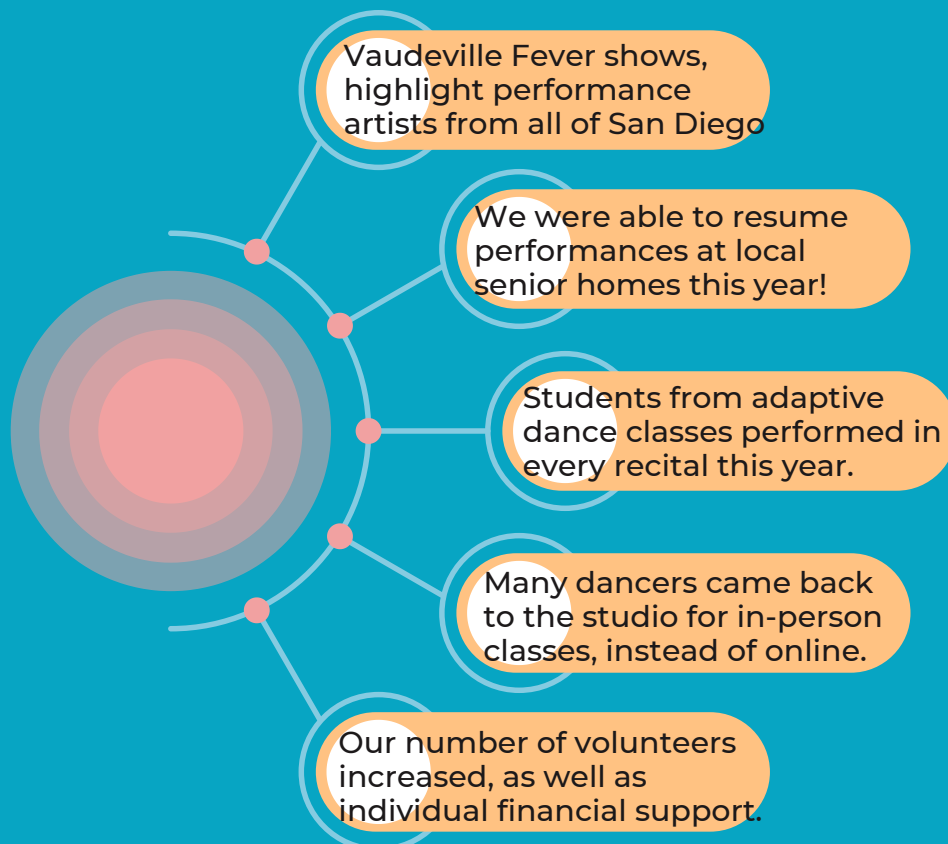 Vaudeville Fever shows,
highlight performance
artists from all of San Diego
We were able to resume
performances at local
senior homes this year!
Students from adaptive
dance classes performed in
every recital this year.
Many dancers came back
to the studio for in-person
classes, instead of online.
Our number of volunteers
increased, as well as
individual financial support.